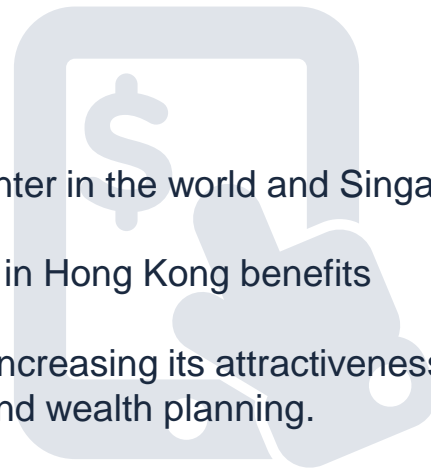 nter in the world and Singa
in Hong Kong benefits
ncreasing its attractiveness
nd wealth planning.